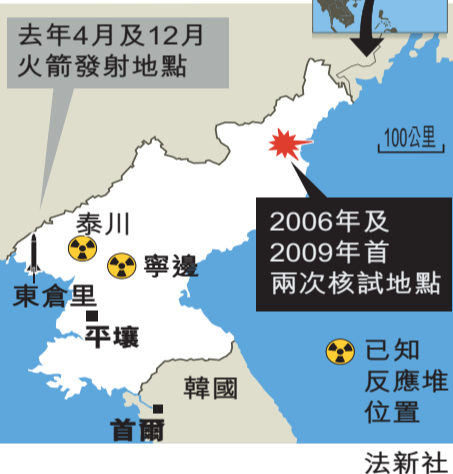 去年4月及12月
火箭發射地點
100公里
泰川
寧邊
東倉里
平壤
2006年及
2009年首
兩次核試地點
已知
反應堆
位置
韓國
首爾
法新社